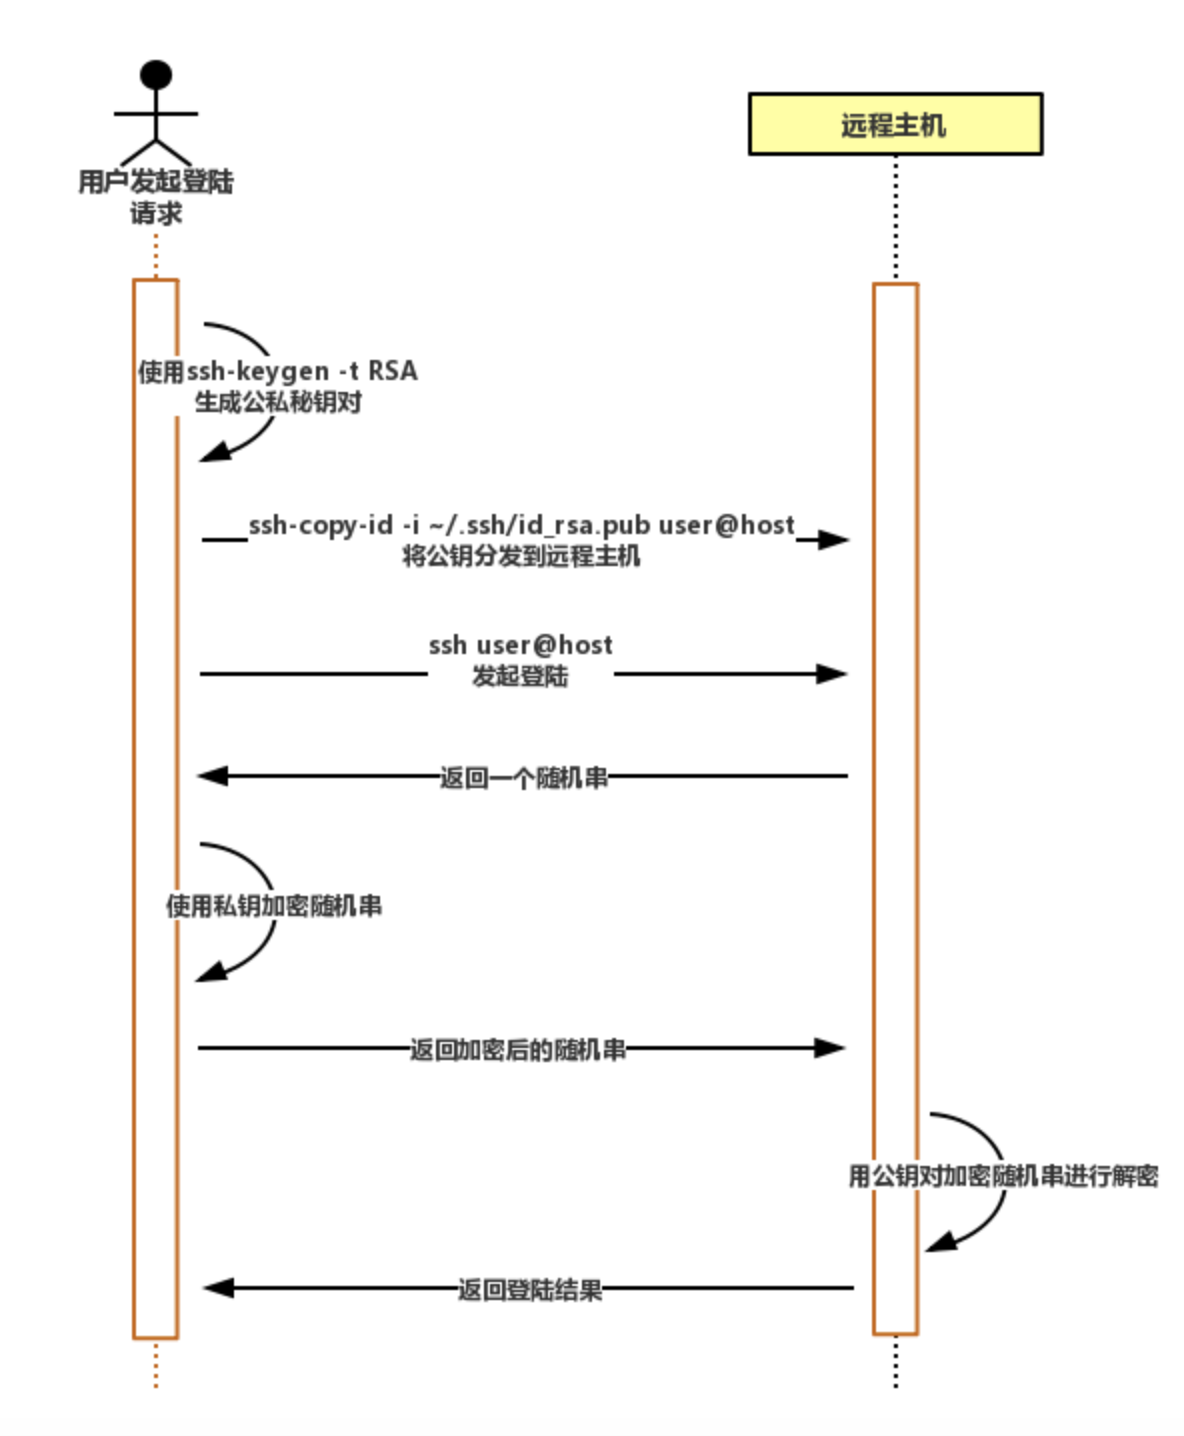 远程主机
用户发起登陆
请求
使用ssh-keygen -t RSA
生成公私秘钥对
ssh-copy-id -i ~/.ssh/id_rsa.pub user@host
将公钥分发到远程主机
ssh user@host
发起登陆
返回一个随机串
使用私钥加密随机串
返回加密后的随机串
用公钥对加密随机串进行解密
返回登陆结果